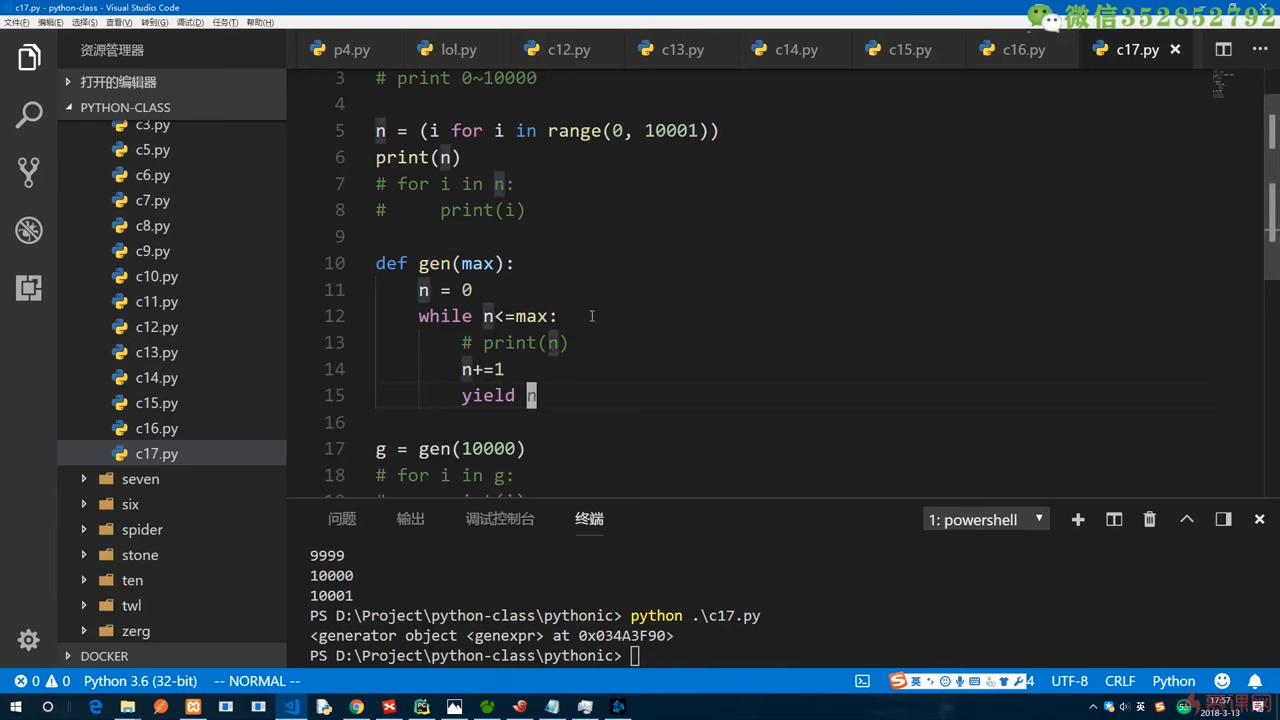 c17.py - python-class - Visual Studio Code
微信352852792
文件(F) 编辑(E) 选择(S) 查看(V) 转到(G) 调试(D) 任务(T) 帮助(H)
资源管理器
p4.py lol.py c12.py c13.py c14.py c15.py c16.py c17.py
打开的编辑器
PYTHON-CLASS
c3.py
c5.py
c6.py
c7.py
c8.py
c9.py
c10.py
c11.py
c12.py
c13.py
c14.py
c15.py
c16.py
c17.py
seven
six
spider
stone
ten
twl
zerg
DOCKER
3 # print 0~10000
4
5 n = (i for i in range(0, 10001))
6 print(n)
7 # for i in n:
8 #     print(i)
9
10 def gen(max):
11     n = 0
12     while n<=max:
13         # print(n)
14         n+=1
15         yield n
16
17 g = gen(10000)
18 # for i in g:
问题 输出 调试控制台 终端 1: powershell
9999
10000
10001
PS D:\Project\python-class\pythonic> python .\c17.py
<generator object <genexpr> at 0x034A3F90>
PS D:\Project\python-class\pythonic>
0 0 Python 3.6 (32-bit) -- NORMAL -- 英 4 UTF-8 CRLF Python
17:57
2018-3-13